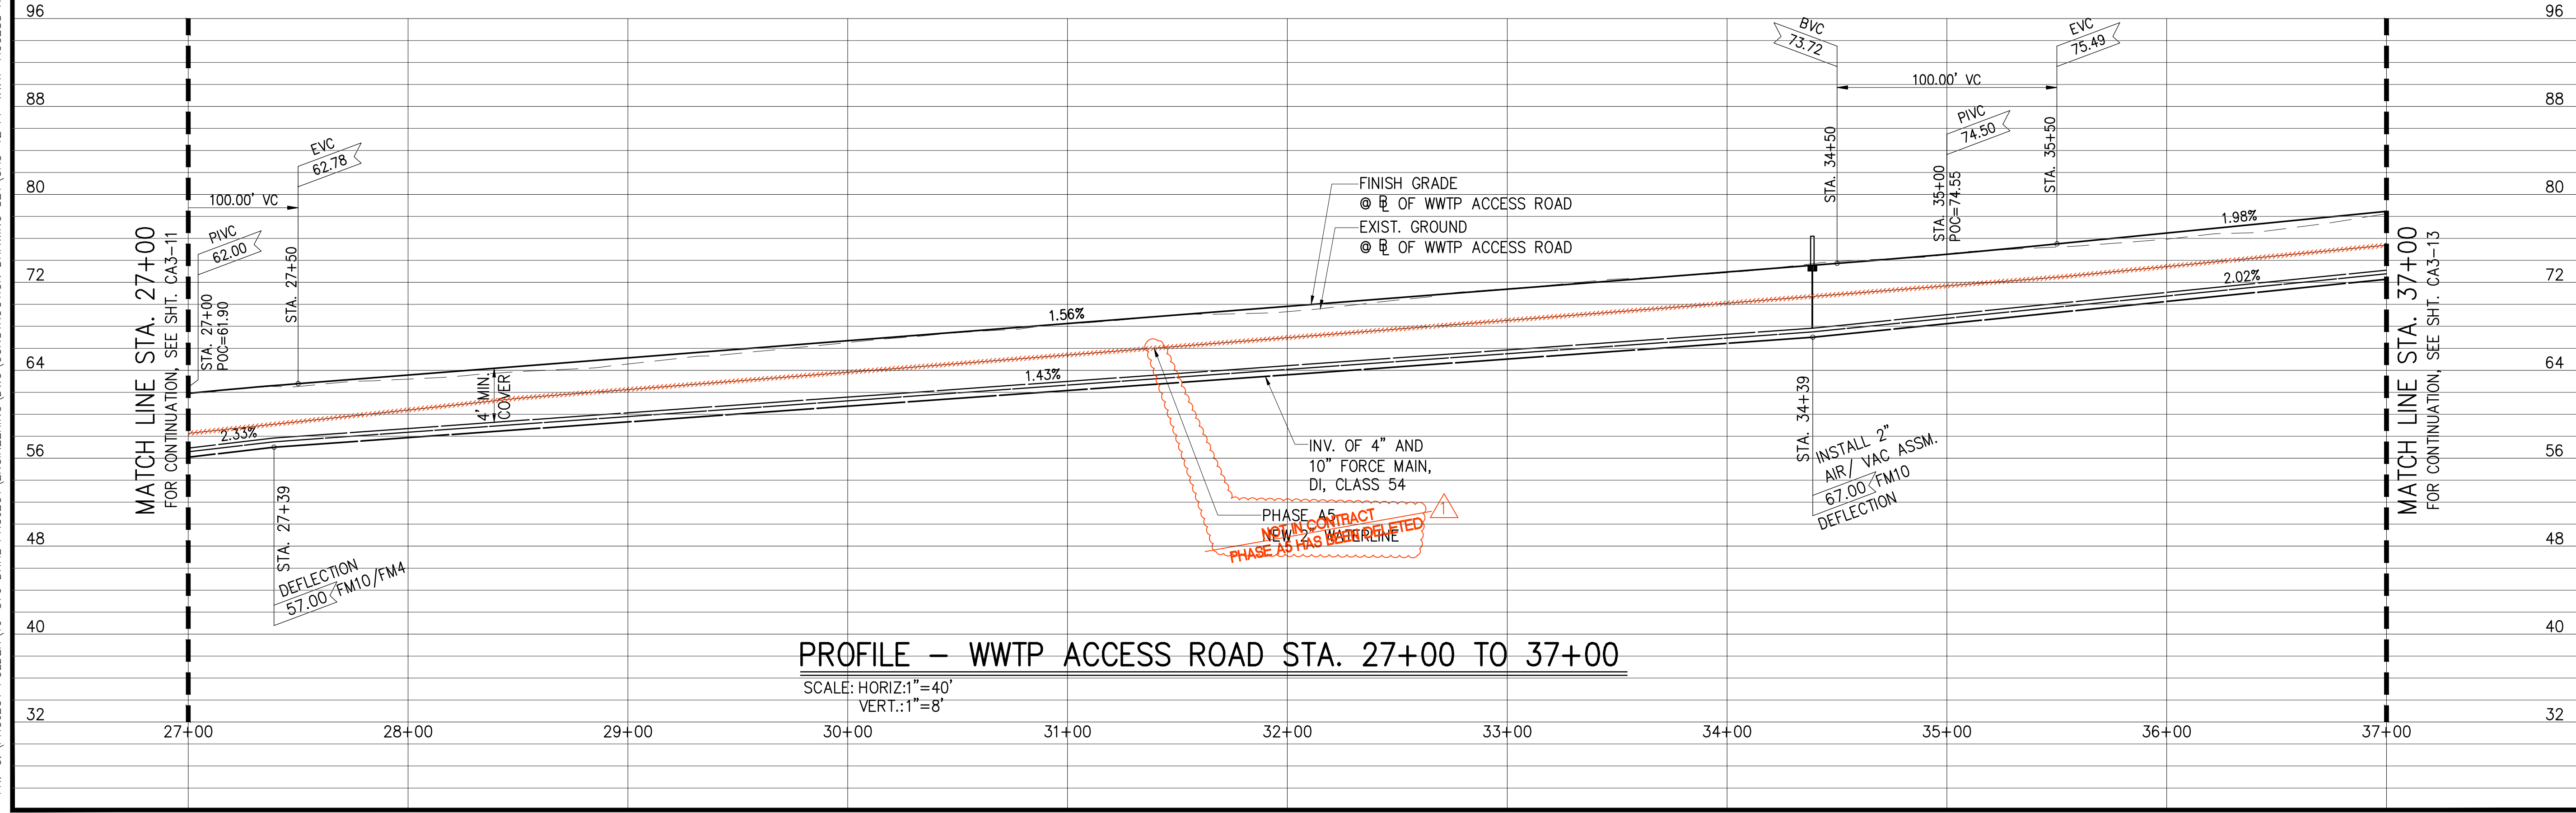 96
88
80
72
64
56
48
40
32
MATCH LINE STA. 27+00
FOR CONTINUATION, SEE SHT. CA3-11
100.00' VC
PIVC
62.00
STA. 27+00
POC=61.90
EVC
62.78
STA. 27+50
2.33%
STA. 27+39
DEFLECTION
57.00
FM10/FM4
4' MIN.
COVER
1.56%
1.43%
FINISH GRADE
@ BL OF WWTP ACCESS ROAD
EXIST. GROUND
@ BL OF WWTP ACCESS ROAD
INV. OF 4" AND
10" FORCE MAIN,
DI, CLASS 54
PHASE A5
NEW 2" WATERLINE
NOT IN CONTRACT
PHASE A5 HAS BEEN DELETED
1
BVC
73.72
STA. 34+50
100.00' VC
PIVC
74.50
STA. 35+00
POC=74.55
EVC
75.49
STA. 35+50
1.98%
2.02%
STA. 34+39
INSTALL 2"
AIR/ VAC ASSM.
67.00
FM10
DEFLECTION
MATCH LINE STA. 37+00
FOR CONTINUATION, SEE SHT. CA3-13
96
88
80
72
64
56
48
40
32
PROFILE - WWTP ACCESS ROAD STA. 27+00 TO 37+00
SCALE: HORIZ:1"=40'
VERT.:1"=8'
27+00
28+00
29+00
30+00
31+00
32+00
33+00
34+00
35+00
36+00
37+00